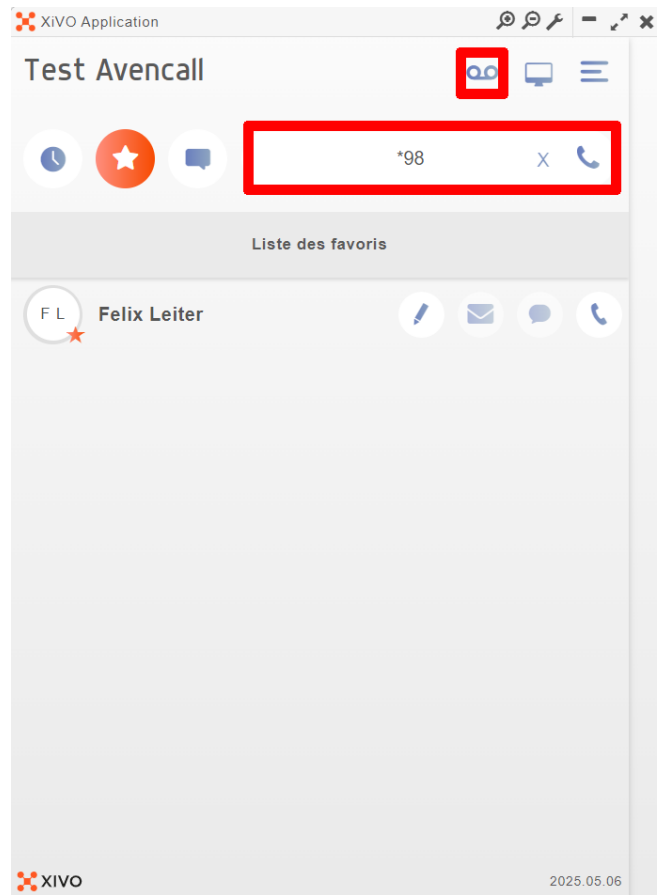 XiVO Application
Test Avencall
*98 X
Liste des favoris
F L Felix Leiter
XIVO 2025.05.06